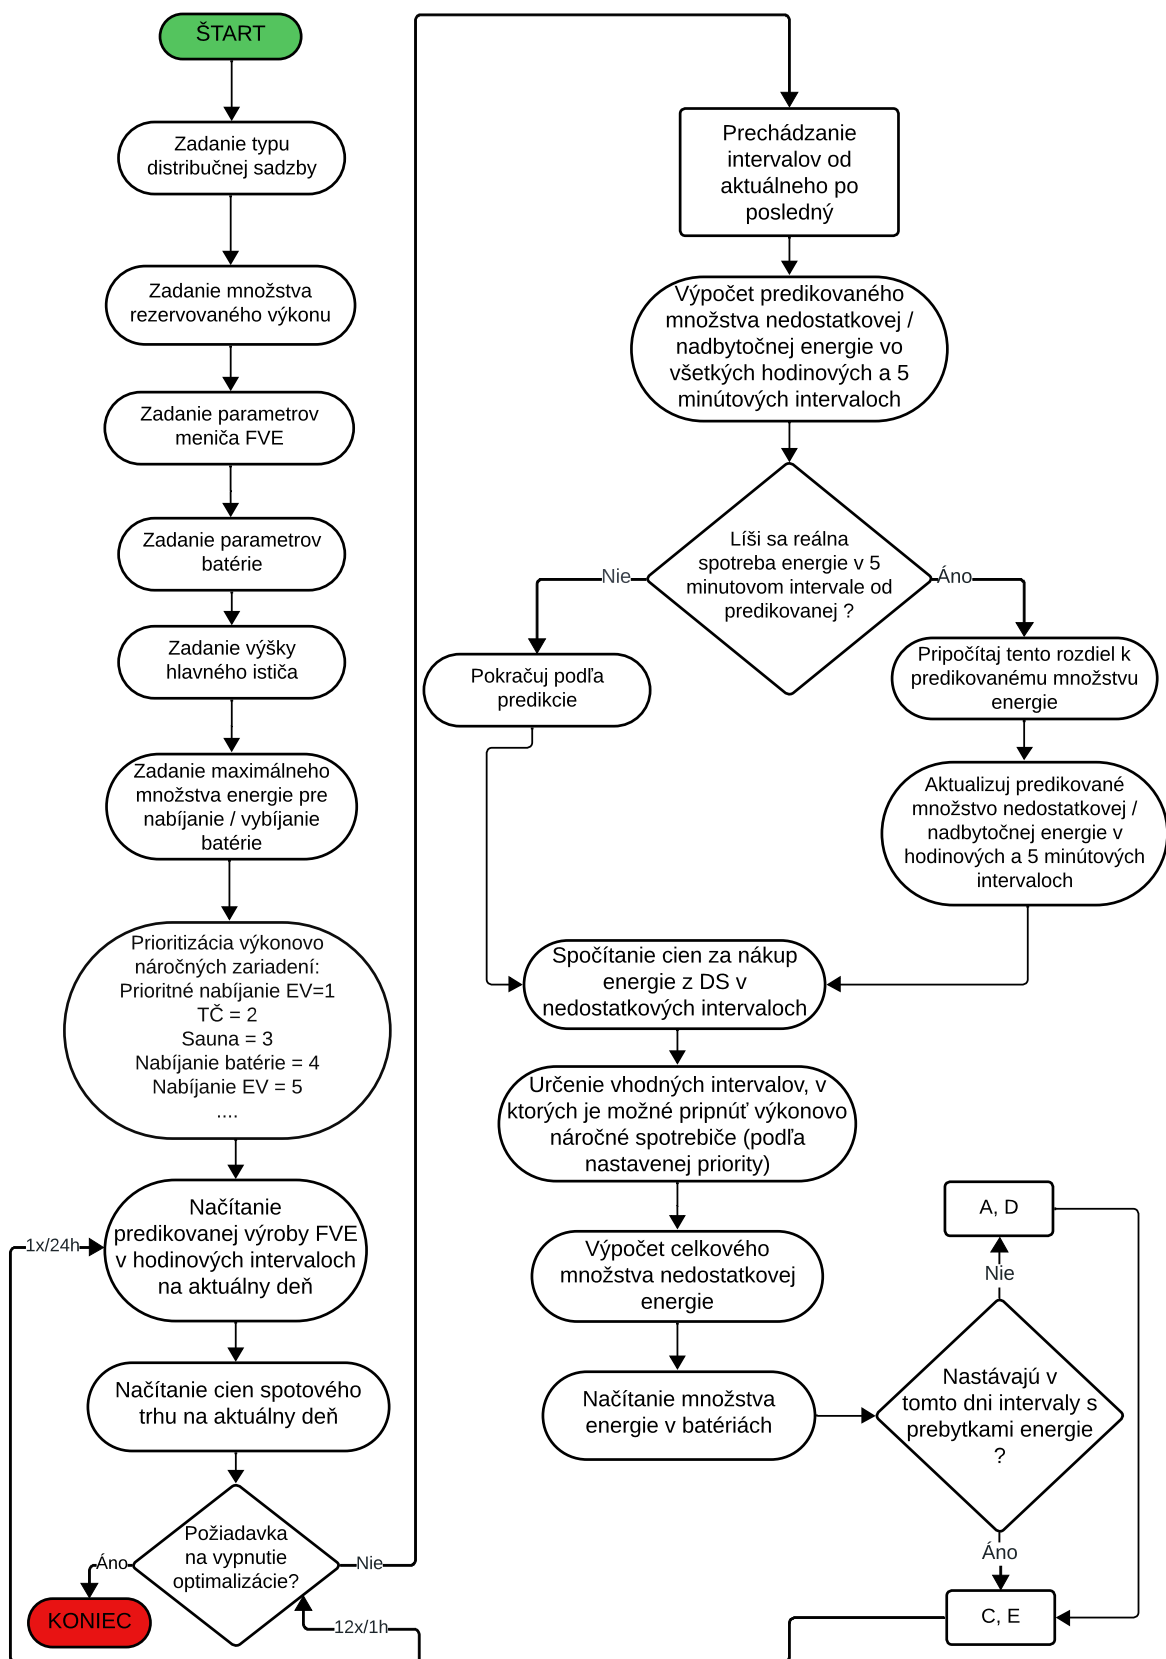 ŠTART
Zadanie typu
distribučnej sadzby
Zadanie množstva
rezervovaného výkonu
Zadanie parametrov
meniča FVE
Zadanie parametrov
batérie
Zadanie výšky
hlavného ističa
Zadanie maximálneho
množstva energie pre
nabíjanie / vybíjanie
batérie
Prioritizácia výkonovo
náročných zariadení:
Prioritné nabíjanie EV=1
TČ = 2
Sauna = 3
Nabíjanie batérie = 4
Nabíjanie EV = 5
....
1x/24h
Načítanie
predikovanej výroby FVE
v hodinových intervaloch
na aktuálny deň
Načítanie cien spotového
trhu na aktuálny deň
Požiadavka
na vypnutie
optimalizácie?
Áno
Nie
KONIEC
12x/1h
Prechádzanie
intervalov od
aktuálneho po
posledný
Výpočet predikovaného
množstva nedostatkovej /
nadbytočnej energie vo
všetkých hodinových a 5
minútových intervaloch
Líši sa reálna
spotreba energie v 5
minutovom intervale od
predikovanej ?
Nie
Áno
Pokračuj podľa
predikcie
Pripočítaj tento rozdiel k
predikovanému množstvu
energie
Aktualizuj predikované
množstvo nedostatkovej /
nadbytočnej energie v
hodinových a 5 minútových
intervaloch
Spočítanie cien za nákup
energie z DS v
nedostatkových intervaloch
Určenie vhodných intervalov, v
ktorých je možné pripnúť výkonovo
náročné spotrebiče (podľa
nastavenej priority)
Výpočet celkového
množstva nedostatkovej
energie
Načítanie množstva
energie v batériách
A, D
Nie
Nastávajú v
tomto dni intervaly s
prebytkami energie
?
Áno
C, E